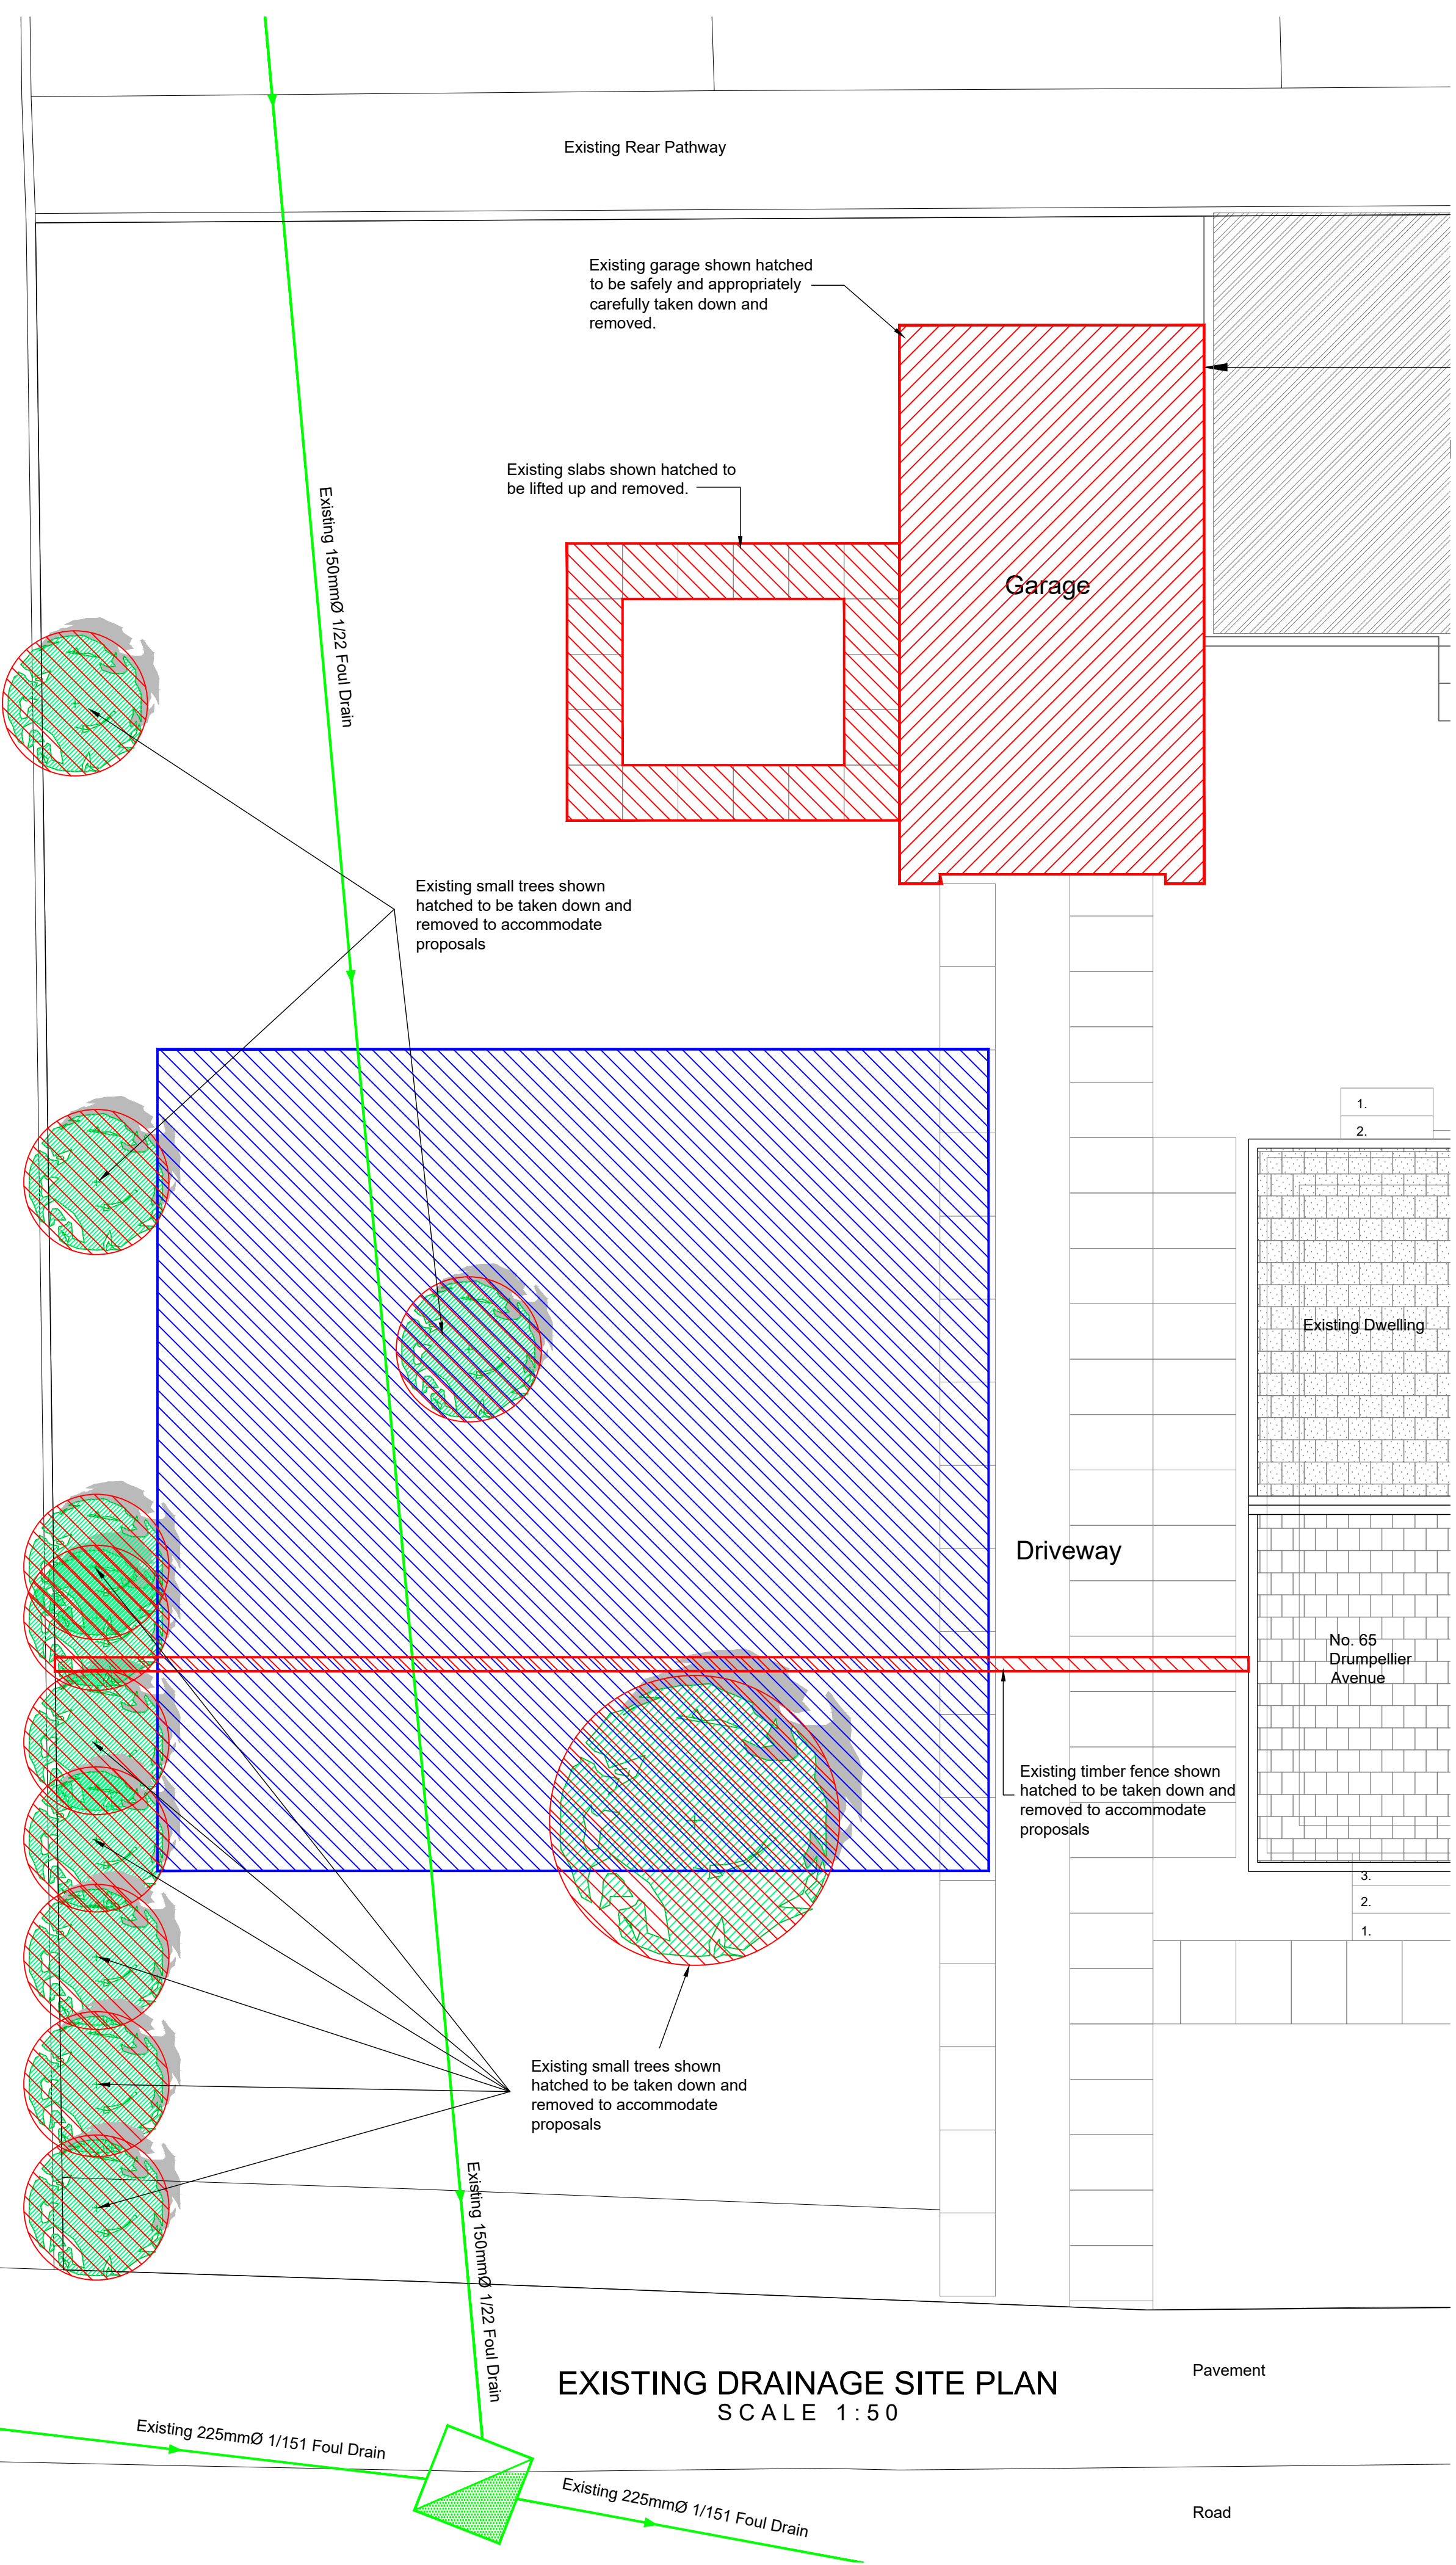 Existing Rear Pathway
Existing garage shown hatched
to be safely and appropriately
carefully taken down and
removed.
Existing slabs shown hatched to
be lifted up and removed.
Existing 150mmØ 1/22 Foul Drain
Garage
Existing small trees shown
hatched to be taken down and
removed to accommodate
proposals
1.
2.
Existing Dwelling
Driveway
No. 65
Drumpellier
Avenue
Existing timber fence shown
hatched to be taken down and
removed to accommodate
proposals
3.
2.
1.
Existing small trees shown
hatched to be taken down and
removed to accommodate
proposals
Existing 150mmØ 1/22 Foul Drain
EXISTING DRAINAGE SITE PLAN
SCALE 1:50
Pavement
Existing 225mmØ 1/151 Foul Drain
Existing 225mmØ 1/151 Foul Drain
Road